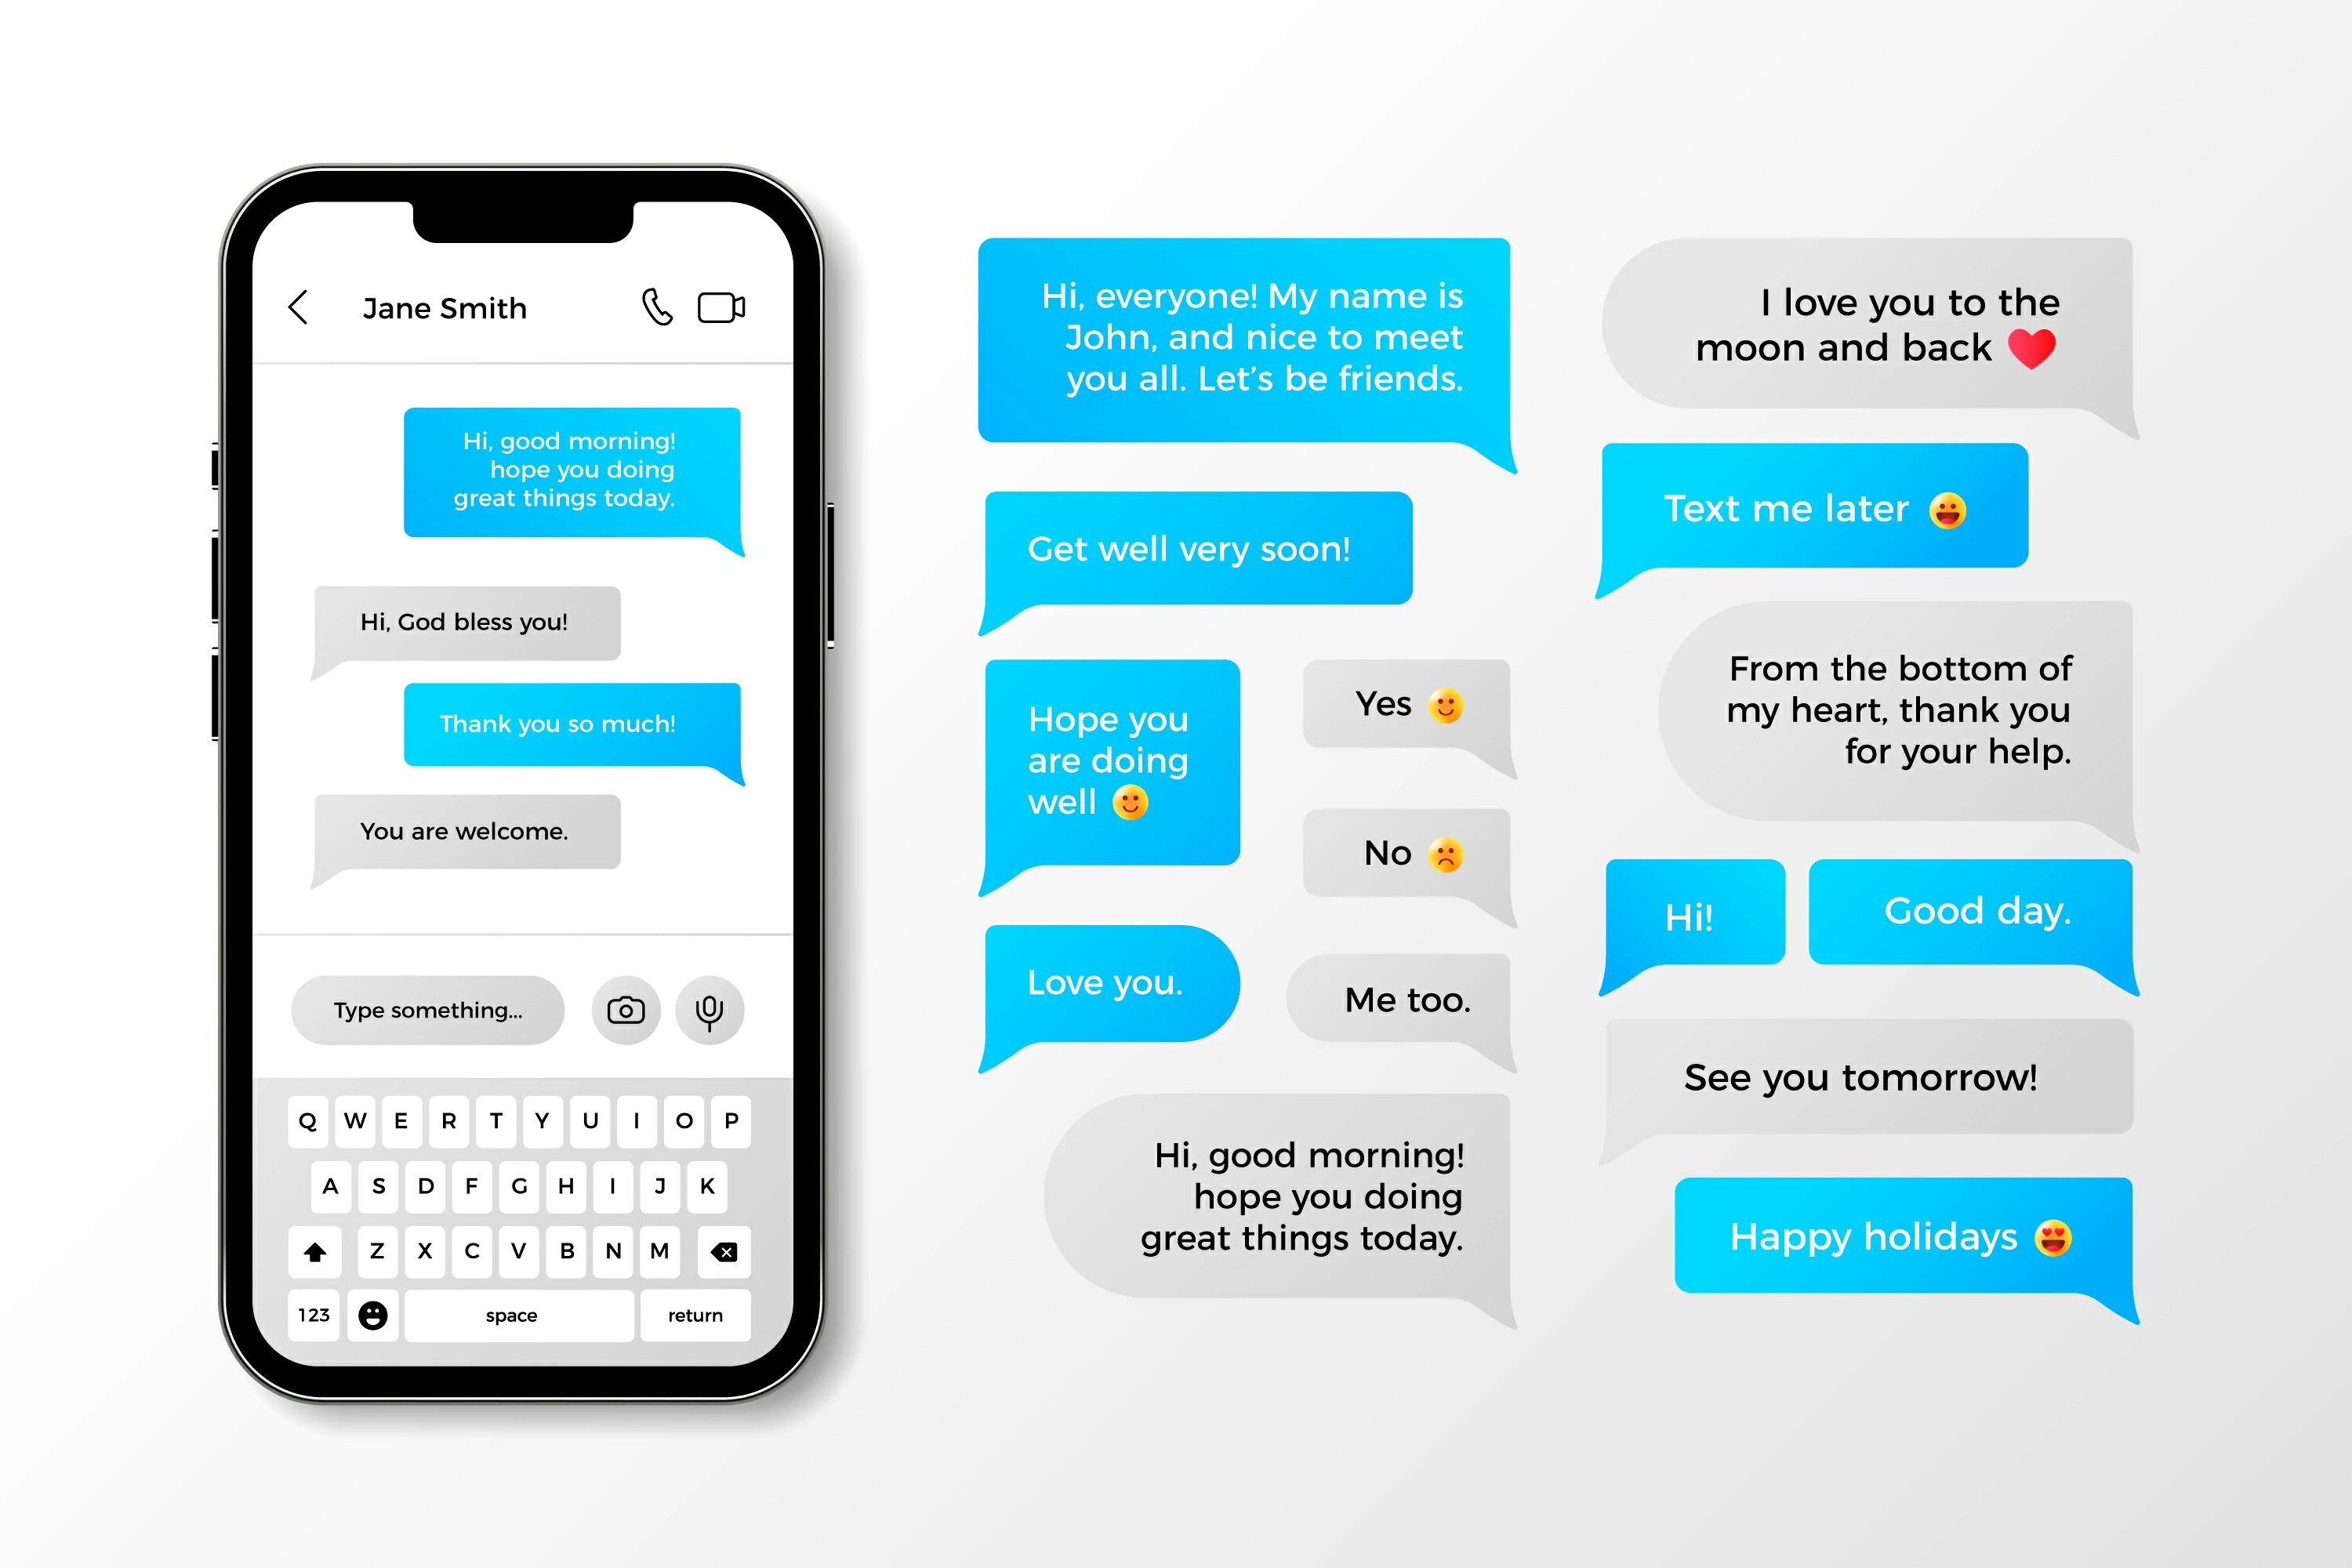 Jane Smith
Hi, good morning!
hope you doing
great things today.
Hi, God bless you!
Thank you so much!
You are welcome.
Type something...
Q W E R T Y U I O P
A S D F G H I J K
Z X C V B N M
123 space return
Hi, everyone! My name is
John, and nice to meet
you all. Let’s be friends.
Get well very soon!
Hope you
are doing
well 🙂
Yes 🙂
No ☹️
Love you.
Me too.
Hi, good morning!
hope you doing
great things today.
I love you to the
moon and back ❤️
Text me later 😃
From the bottom of
my heart, thank you
for your help.
Hi!
Good day.
See you tomorrow!
Happy holidays 😍